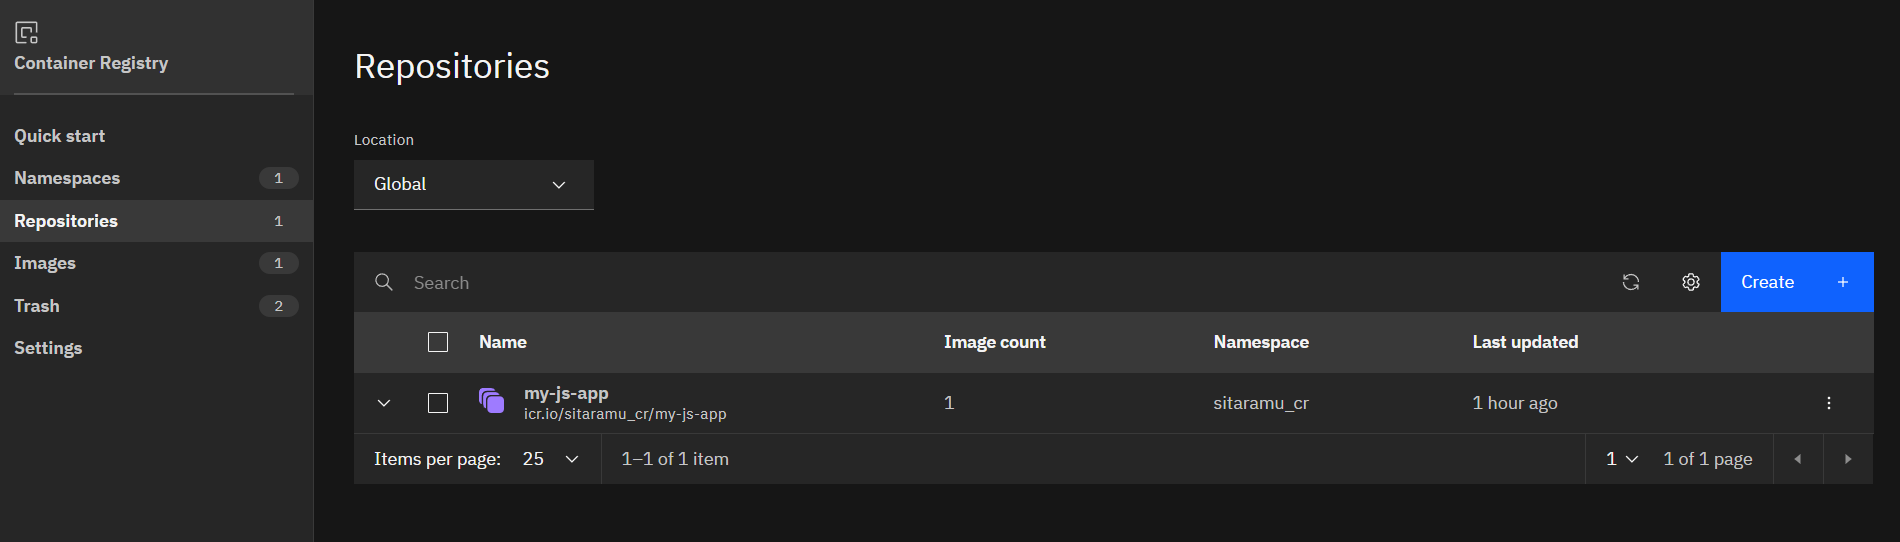 Container Registry
Quick start
Namespaces 1
Repositories 1
Images 1
Trash 2
Settings
Repositories
Location
Global
Search
Create +
Name Image count Namespace Last updated
my-js-app
icr.io/sitaramu_cr/my-js-app
1 sitaramu_cr 1 hour ago
Items per page: 25 1–1 of 1 item 1 1 of 1 page